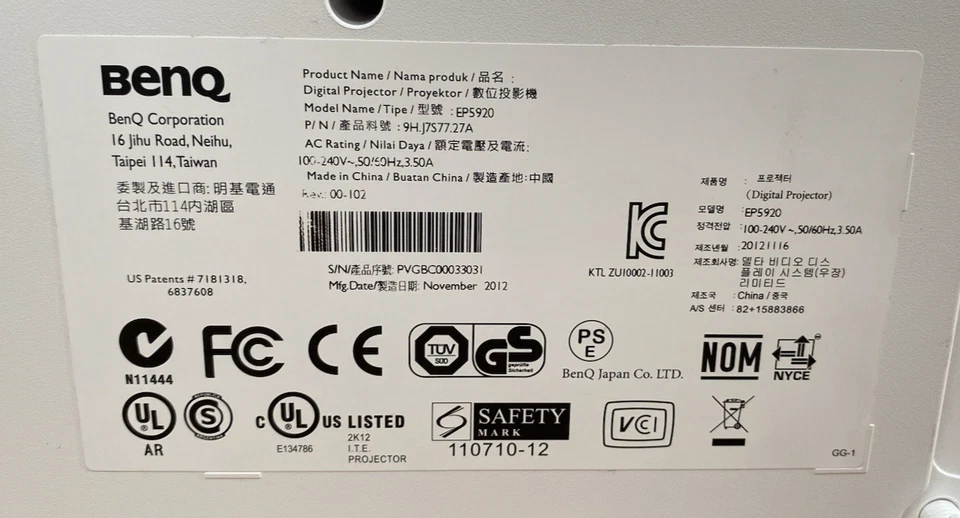 BenQ
BenQ Corporation
16 Jihu Road, Neihu,
Taipei 114,Taiwan
委製及進口商: 明基電通
台北市114內湖區
基湖路16號
US Patents # 7181318,
6837608
Product Name / Nama produk / 品名 :
Digital Projector / Proyektor / 數位投影機
Model Name / Tipe / 型號 : EP5920
P/ N / 產品料號 : 9H.J7S77.27A
AC Rating / Nilai Daya / 額定電壓及電流:
100-240V~,50/60Hz,3.50A
Made in China / Buatan China / 製造產地: 中國
Rev.: 00-102
S/N/產品序號: PVGBC00033031
Mfg.Date/製造日期: November 2012
KTL ZU10002-11003
제품명 : 프로젝터
(Digital Projector)
모델명 : EP5920
정격전압 : 100-240V ~, 50/60Hz, 3.50A
제조년월 : 20121116
제조회사명: 델타 비디오 디스
플레이 시스템(우장)
리미티드
제조국 : China / 중국
A/S 센터 : 82+15883866
N11444
FC
CE
TÜV
SÜD
GS
geprüfte
Sicherheit
PS
E
BenQ Japan Co. LTD.
NOM
NYCE
UL
AR
S
C UL US LISTED
E134786
2K12
I.T.E.
PROJECTOR
SAFETY
MARK
110710-12
VCI
GG-1